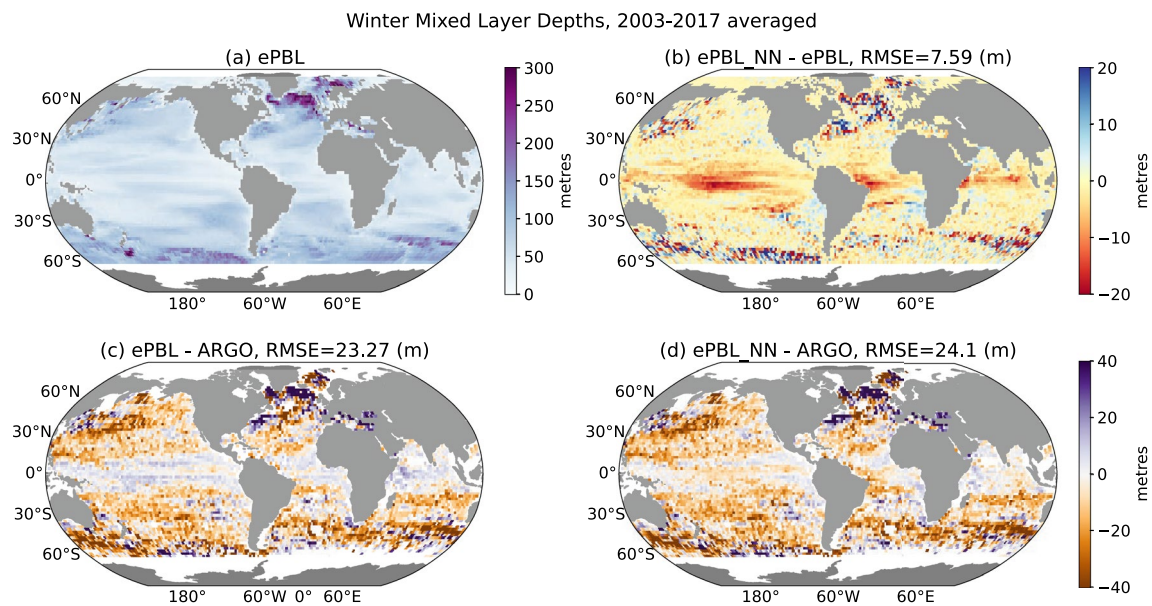 Winter Mixed Layer Depths, 2003-2017 averaged
(a) ePBL
60°N
30°N
0°
30°S
60°S
180° 60°W 60°E
300
250
200
150
100
50
0
metres
(b) ePBL_NN - ePBL, RMSE=7.59 (m)
60°N
30°N
0°
30°S
60°S
180° 60°W 60°E
20
10
0
−10
−20
metres
(c) ePBL - ARGO, RMSE=23.27 (m)
60°N
30°N
0°
30°S
60°S
180° 60°W 0° 60°E
(d) ePBL_NN - ARGO, RMSE=24.1 (m)
60°N
30°N
0°
30°S
60°S
180° 60°W 60°E
40
20
0
−20
−40
metres